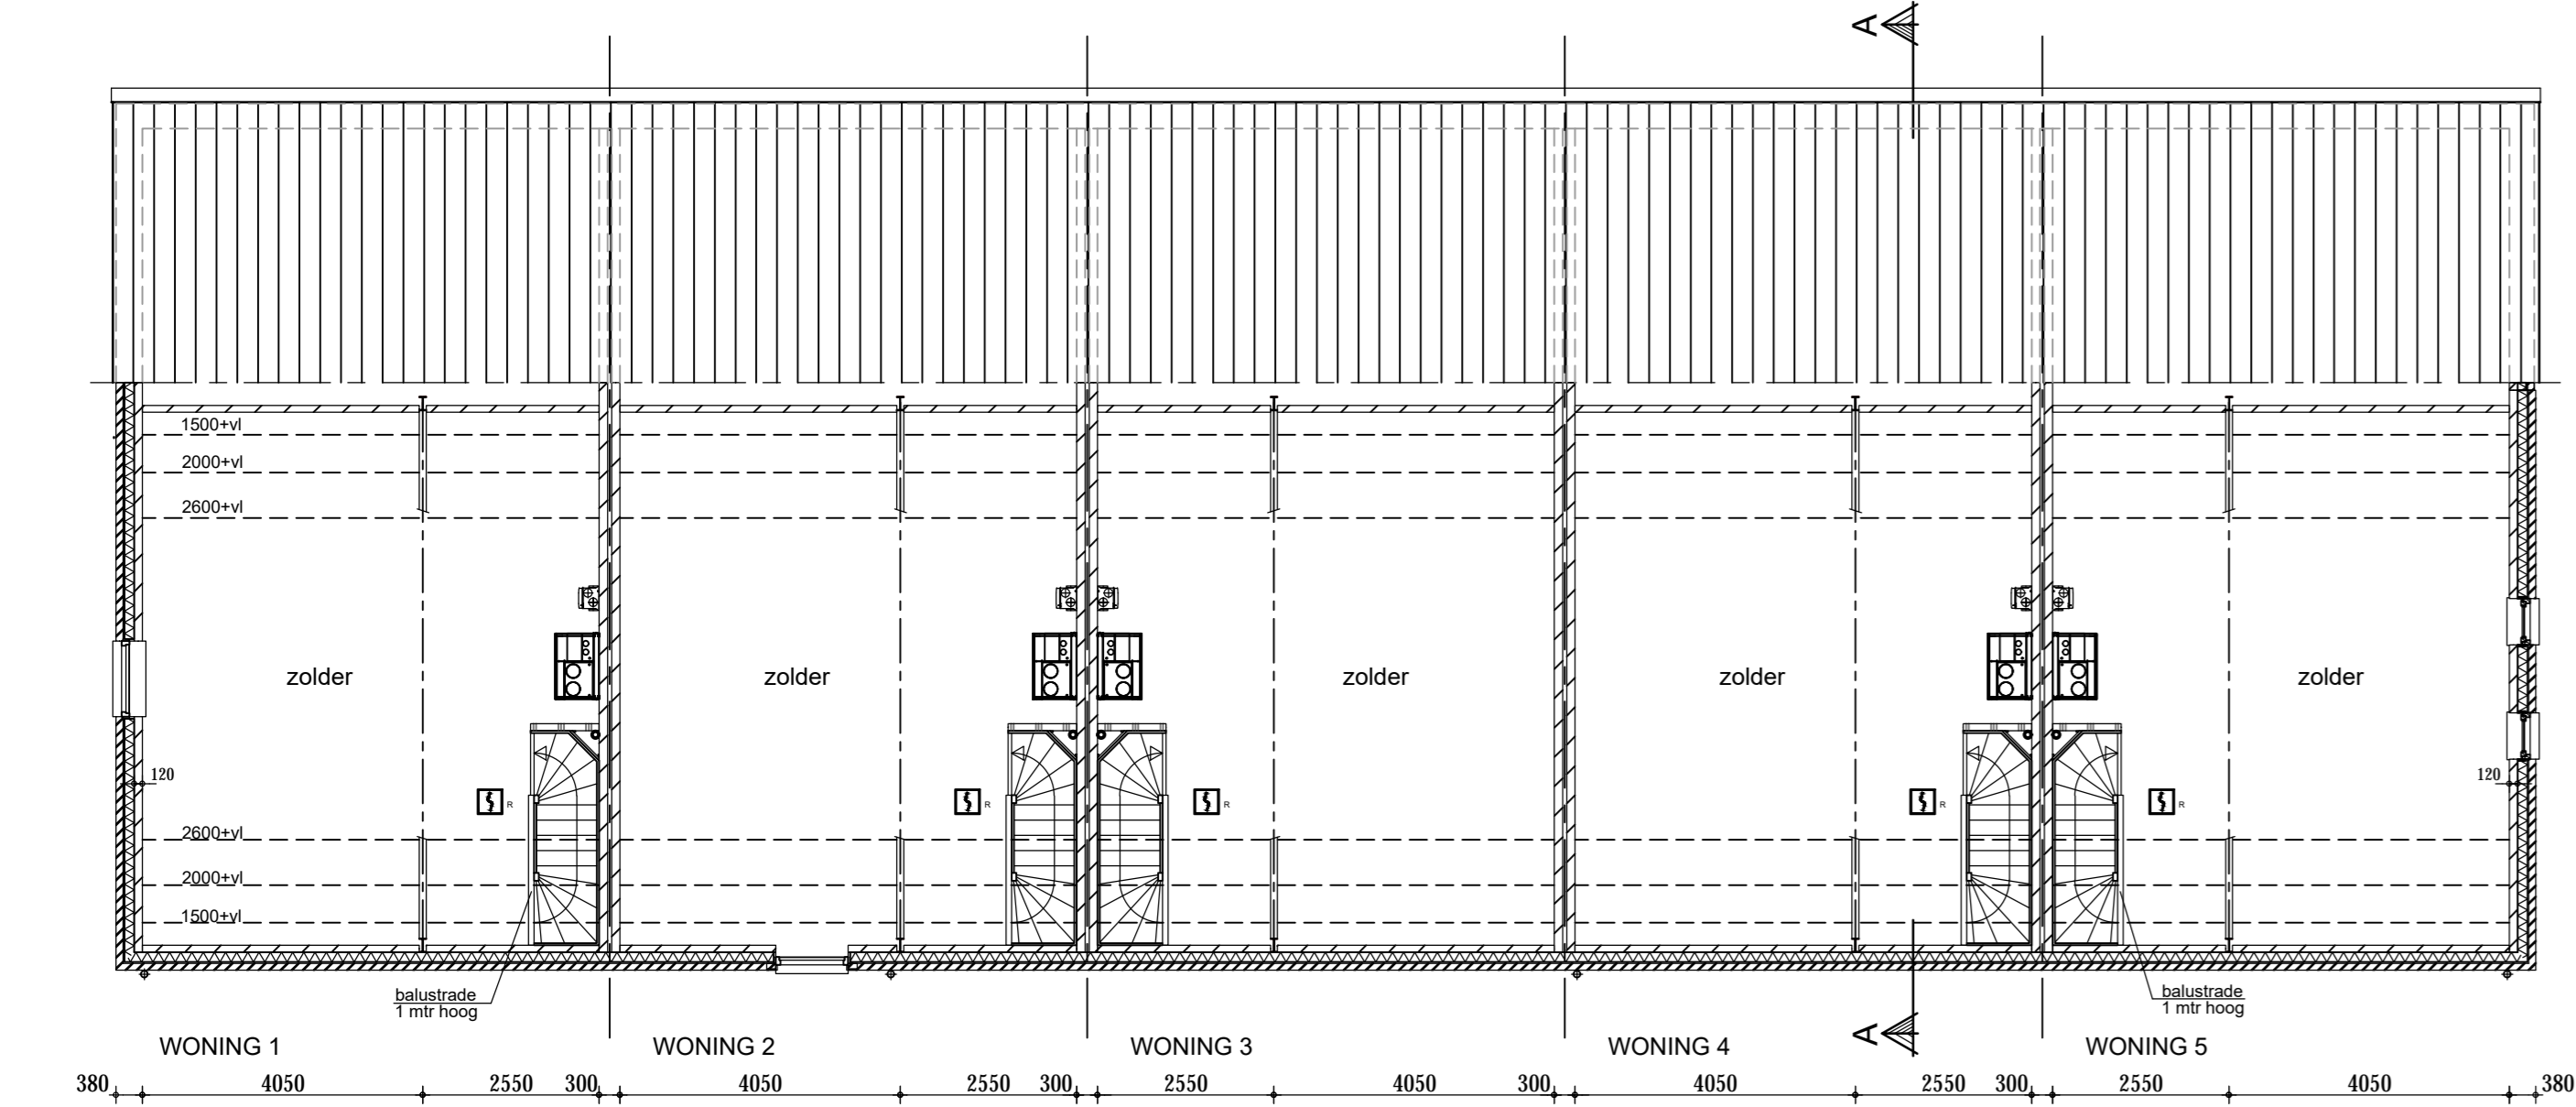 A
1500+vl
2000+vl
2600+vl
zolder zolder zolder zolder zolder
120 120
R R R R R
2600+vl
2000+vl
1500+vl
balustrade
1 mtr hoog
balustrade
1 mtr hoog
A
WONING 1 WONING 2 WONING 3 WONING 4 WONING 5
380 4050 2550 300 4050 2550 300 2550 4050 300 4050 2550 300 2550 4050 380